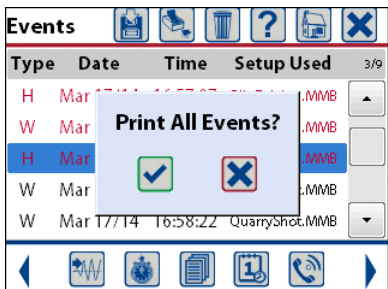 Events
Type Date Time Setup Used 3/9
H Mar .MMB
W Mar .MMB
Print All Events?
H Mar .MMB
W Mar .MMB
W Mar 17/14 16:58:22 QuarryShot.MMB